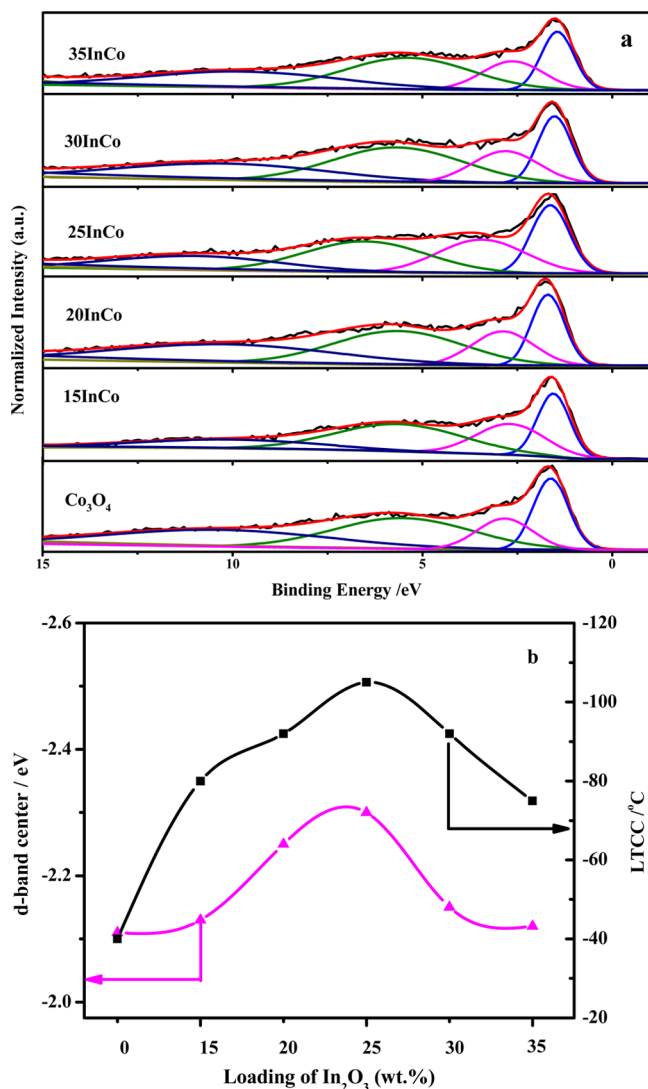 a
35InCo
30InCo
25InCo
20InCo
15InCo
Co₃O₄
Normalized Intensity (a.u.)
15 10 5 0
Binding Energy /eV
b
-2.6
-2.4
-2.2
-2.0
d-band center / eV
-120
-100
-80
-60
-40
-20
LTCC /°C
0 15 20 25 30 35
Loading of In₂O₃ (wt.%)